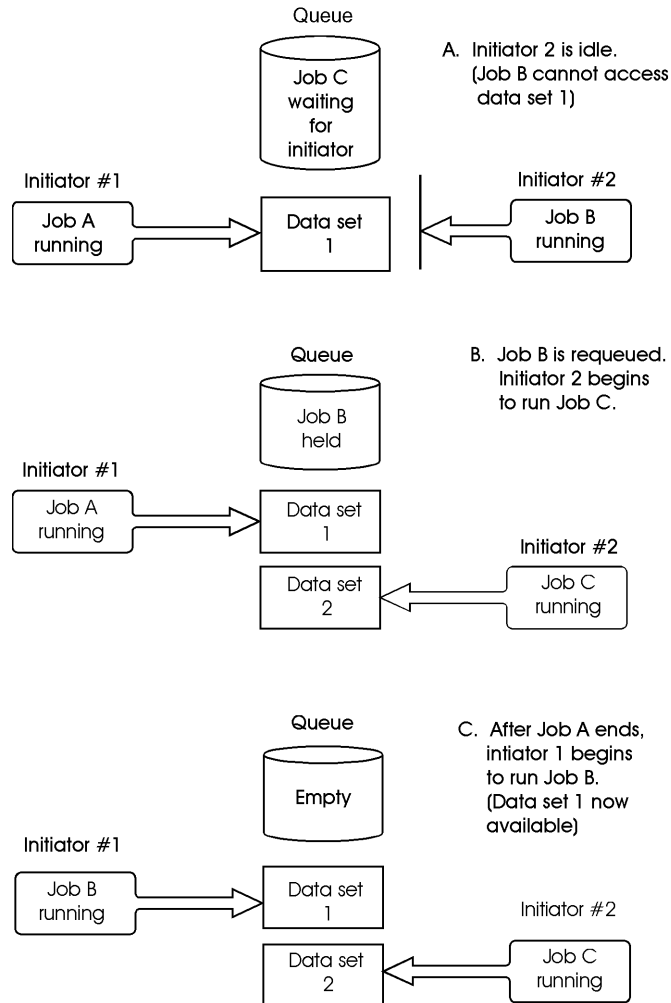 Queue
A. Initiator 2 is idle.
(Job B cannot access
data set 1)
Job C
waiting
for
initiator
Initiator #1
Initiator #2
Job A
running
Data set
1
Job B
running
Queue
B. Job B is requeued.
Initiator 2 begins
to run Job C.
Job B
held
Initiator #1
Job A
running
Data set
1
Initiator #2
Data set
2
Job C
running
Queue
C. After Job A ends,
intiator 1 begins
to run Job B.
(Data set 1 now
available)
Empty
Initiator #1
Job B
running
Data set
1
Initiator #2
Data set
2
Job C
running